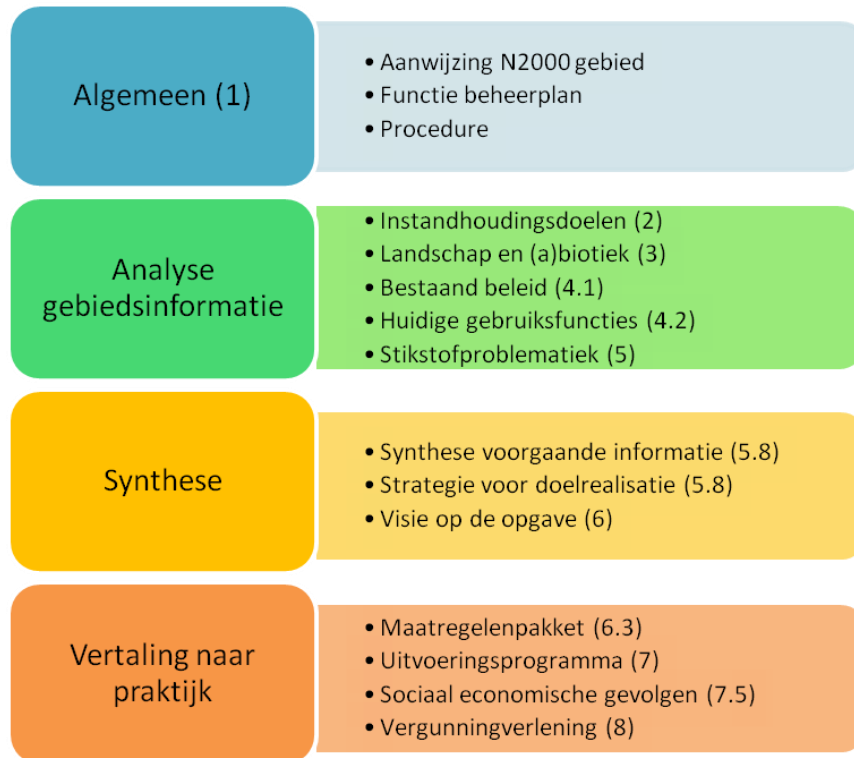 Algemeen (1)
• Aanwijzing N2000 gebied
• Functie beheerplan
• Procedure
Analyse
gebiedsinformatie
• Instandhoudingsdoelen (2)
• Landschap en (a)biotiek (3)
• Bestaand beleid (4.1)
• Huidige gebruiksfuncties (4.2)
• Stikstofproblematiek (5)
Synthese
• Synthese voorgaande informatie (5.8)
• Strategie voor doelrealisatie (5.8)
• Visie op de opgave (6)
Vertaling naar
praktijk
• Maatregelenpakket (6.3)
• Uitvoeringsprogramma (7)
• Sociaal economische gevolgen (7.5)
• Vergunningverlening (8)